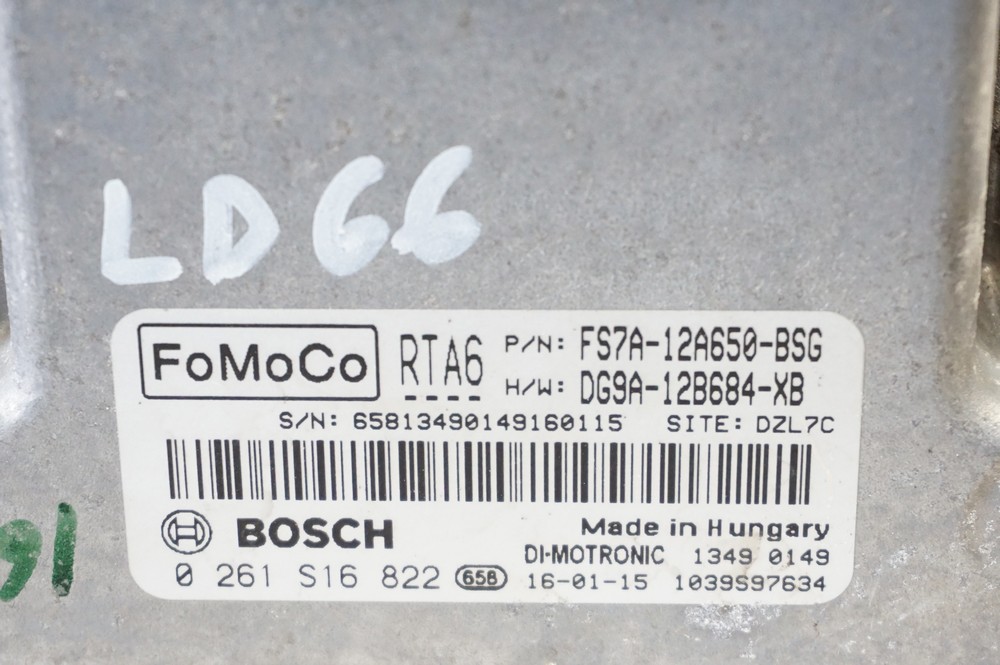 LD66
FoMoCo RTA6 P/N: FS7A-12A650-BSG
H/W: DG9A-12B684-XB
S/N: 65813490149160115 SITE: DZL7C
BOSCH Made in Hungary
DI-MOTRONIC 1349 0149
0 261 S16 822 658 16-01-15 1039S97634